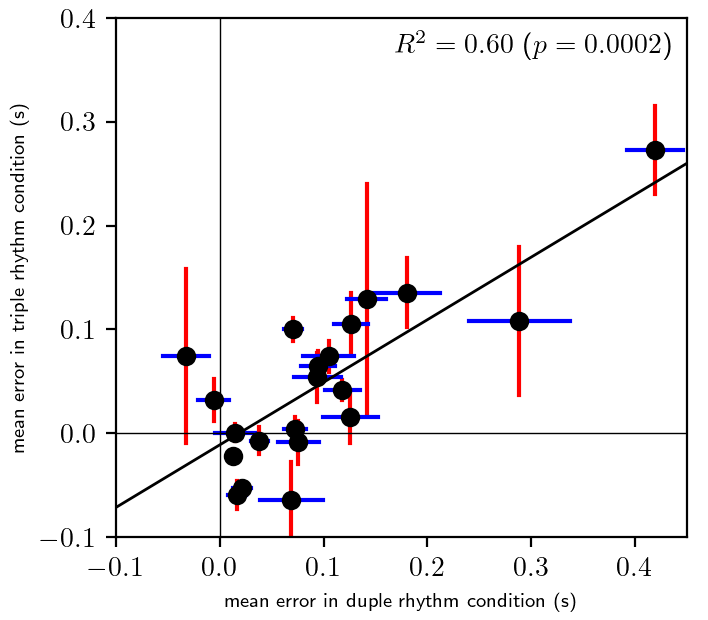 R² = 0.60 (p = 0.0002)
0.4
0.3
0.2
0.1
0.0
−0.1
mean error in triple rhythm condition (s)
−0.1 0.0 0.1 0.2 0.3 0.4
mean error in duple rhythm condition (s)